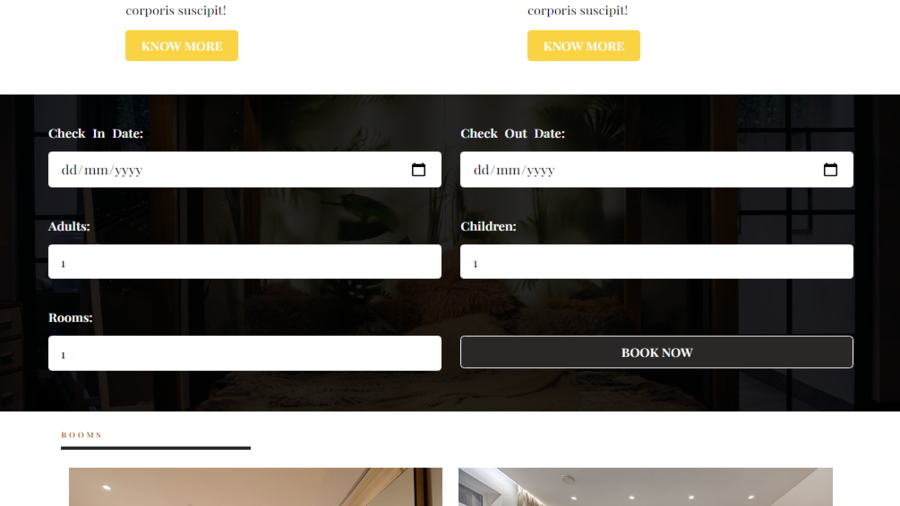 corporis suscipit!
corporis suscipit!
KNOW MORE
KNOW MORE
Check In Date:
Check Out Date:
dd/mm/yyyy
dd/mm/yyyy
Adults:
Children:
1
1
Rooms:
1
BOOK NOW
ROOMS